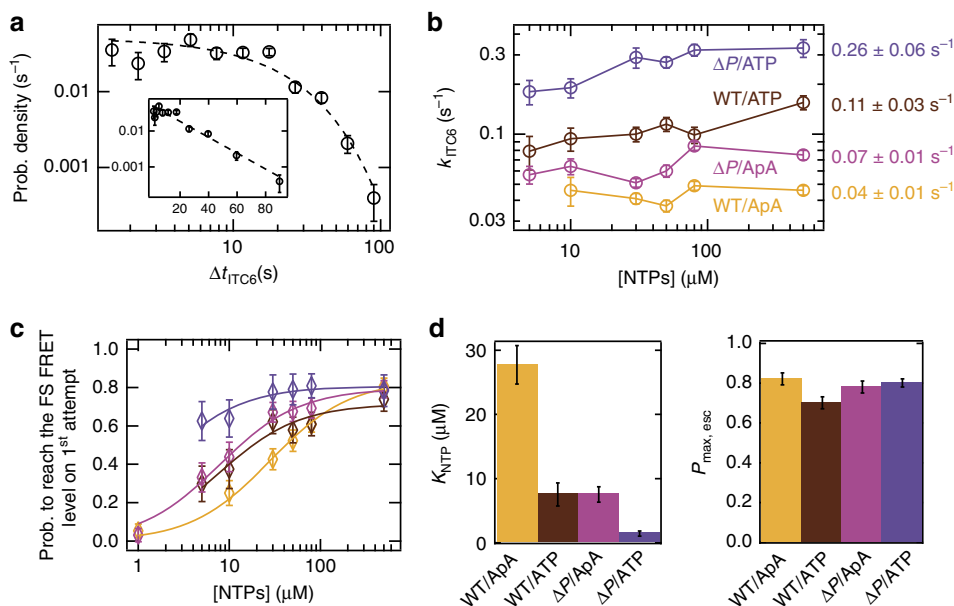 a
Prob. density (s⁻¹)
0.01
0.001
0.01
0.001
20 40 60 80
10 100
Δt_ITC6(s)
b
k_ITC6 (s⁻¹)
0.3
0.1
0.03
ΔP/ATP
WT/ATP
ΔP/ApA
WT/ApA
0.26 ± 0.06 s⁻¹
0.11 ± 0.03 s⁻¹
0.07 ± 0.01 s⁻¹
0.04 ± 0.01 s⁻¹
10 100
[NTPs] (μM)
c
Prob. to reach the FS FRET
level on 1st attempt
1.0
0.8
0.6
0.4
0.2
0.0
1 10 100
[NTPs] (μM)
d
K_NTP
(μM)
30
20
10
0
WT/ApA
WT/ATP
ΔP/ApA
ΔP/ATP
P_max, esc
1.0
0.8
0.6
0.4
0.2
0.0
WT/ApA
WT/ATP
ΔP/ApA
ΔP/ATP